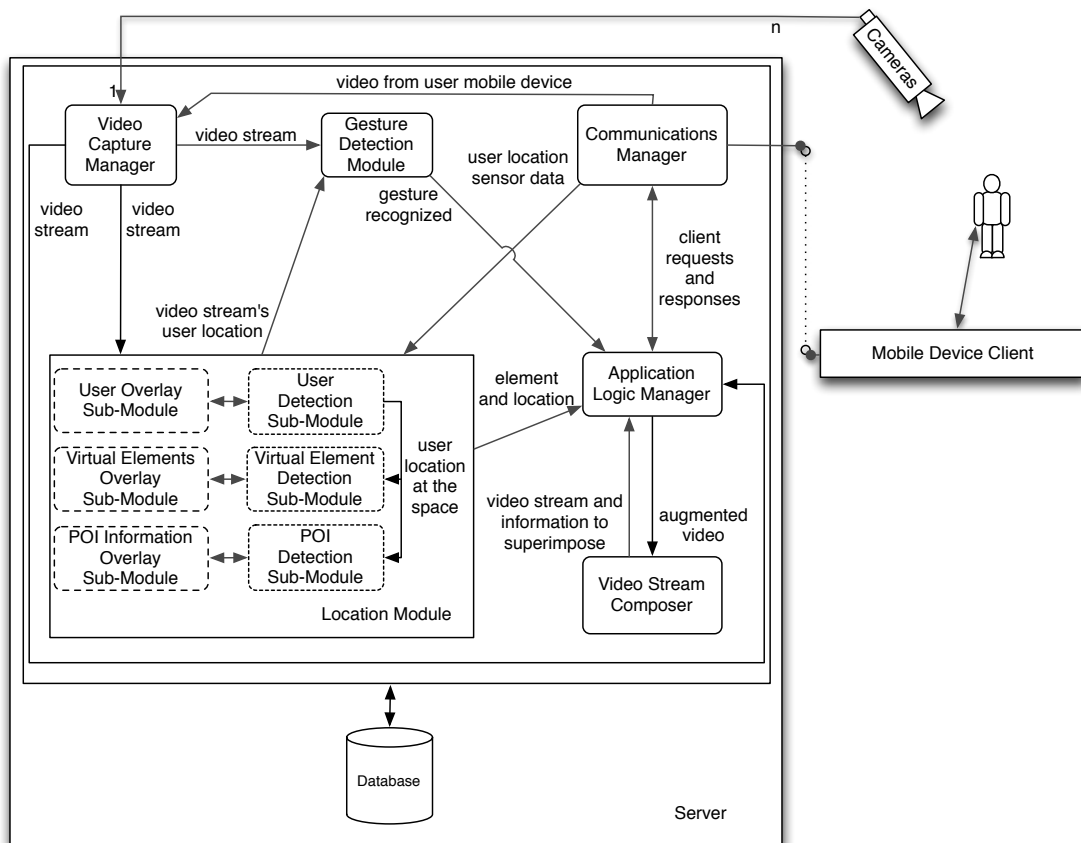 n
Cameras
1
video from user mobile device
Video
Capture
Manager
video stream
Gesture
Detection
Module
Communications
Manager
user location
sensor data
gesture
recognized
video
stream
video
stream
client
requests
and
responses
video stream's
user location
Mobile Device Client
User Overlay
Sub-Module
User
Detection
Sub-Module
element
and location
Application
Logic Manager
Virtual Elements
Overlay
Sub-Module
Virtual Element
Detection
Sub-Module
user
location
at the
space
POI Information
Overlay
Sub-Module
POI
Detection
Sub-Module
video stream and
information to
superimpose
augmented
video
Video Stream
Composer
Location Module
Database
Server